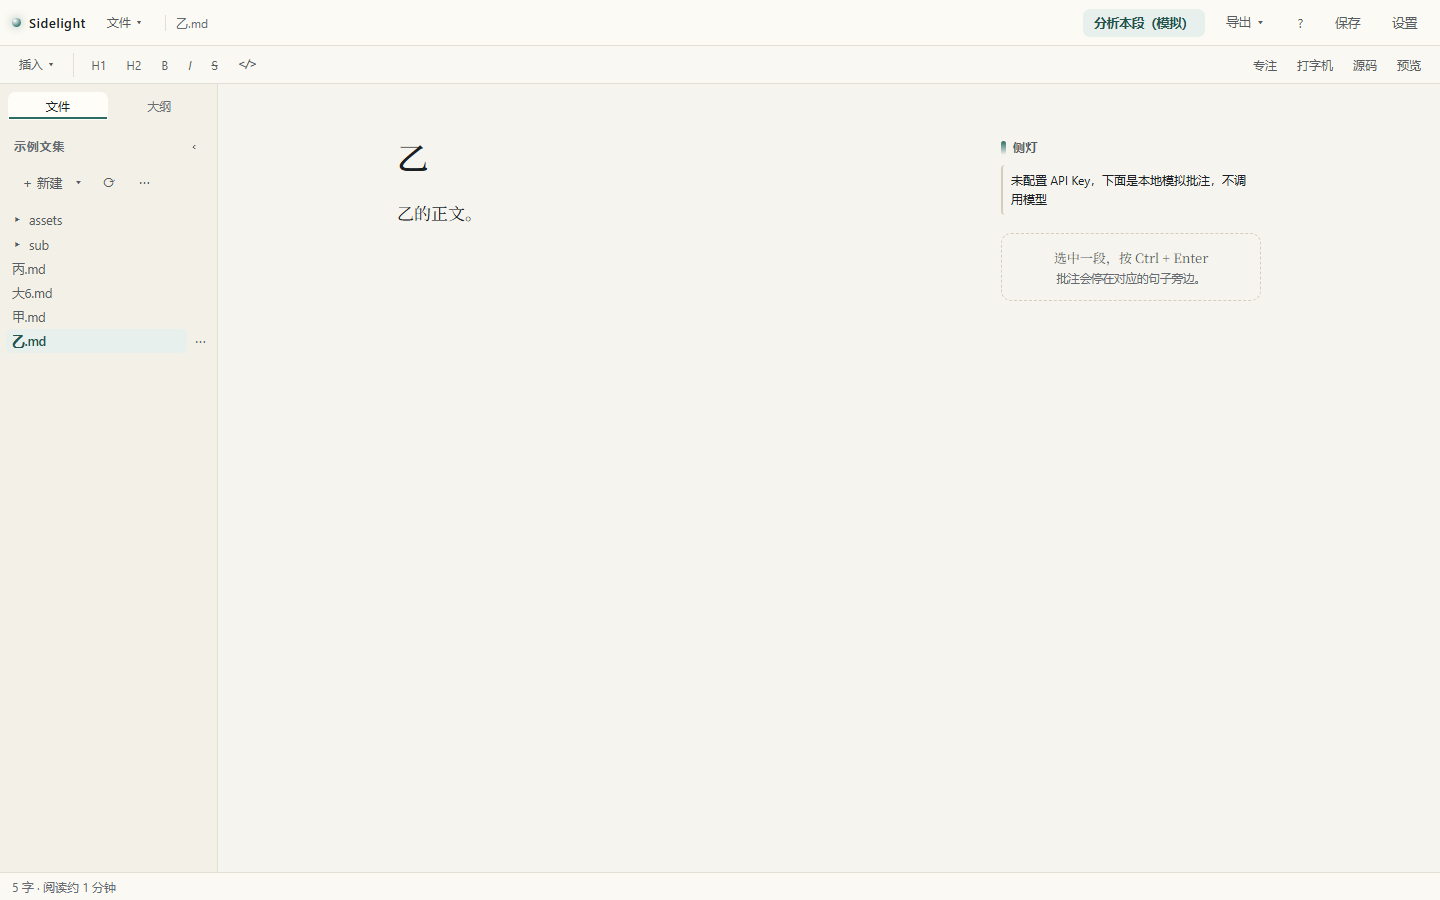 Sidelight 文件 乙.md 分析本段（模拟） 导出 ? 保存 设置
插入 H1 H2 B I S </> 专注 打字机 源码 预览
文件 大纲
示例文集
+ 新建 ...
assets
sub
丙.md
大6.md
甲.md
乙.md ...
乙
乙的正文。
侧灯
未配置 API Key，下面是本地模拟批注，不调
用模型
选中一段，按 Ctrl + Enter
批注会停在对应的句子旁边。
5 字 · 阅读约 1 分钟